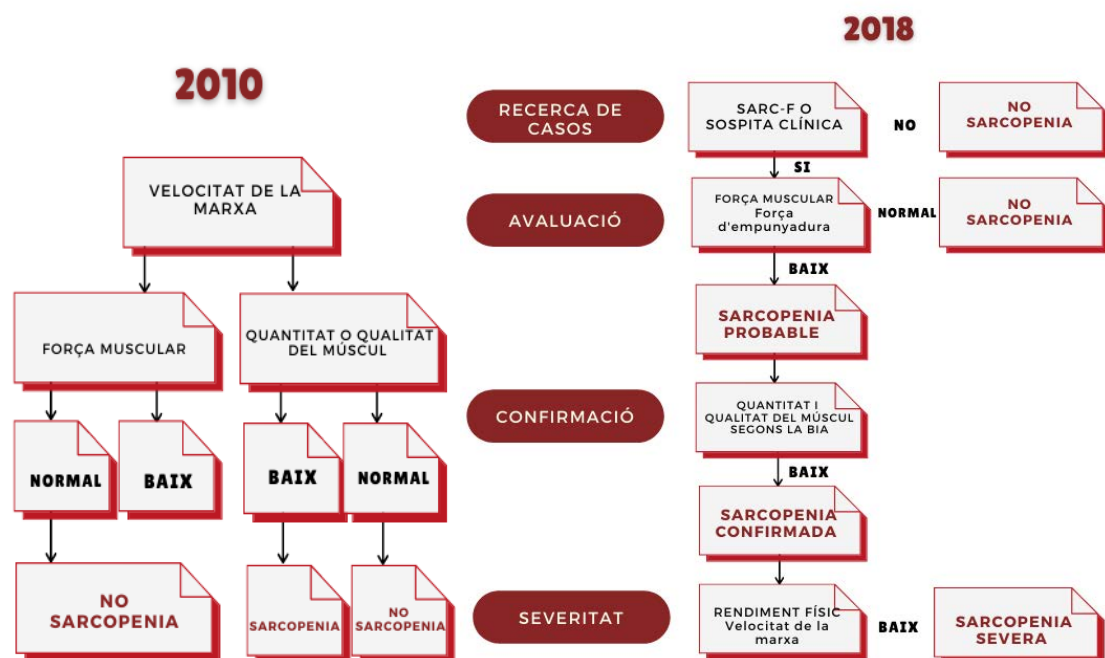 2010
VELOCITAT DE LA
MARXA
FORÇA MUSCULAR
QUANTITAT O QUALITAT
DEL MÚSCUL
NORMAL
BAIX
BAIX
NORMAL
NO
SARCOPENIA
SARCOPENIA
NO
SARCOPENIA
RECERCA DE
CASOS
AVALUACIÓ
CONFIRMACIÓ
SEVERITAT
2018
SARC-F O
SOSPITA CLÍNICA
NO
NO
SARCOPENIA
SI
FORÇA MUSCULAR
Força
d'empunyadura
NORMAL
NO
SARCOPENIA
BAIX
SARCOPENIA
PROBABLE
QUANTITAT I
QUALITAT DEL MÚSCUL
SEGONS LA BIA
BAIX
SARCOPENIA
CONFIRMADA
RENDIMENT FÍSIC
Velocitat de la
marxa
BAIX
SARCOPENIA
SEVERA